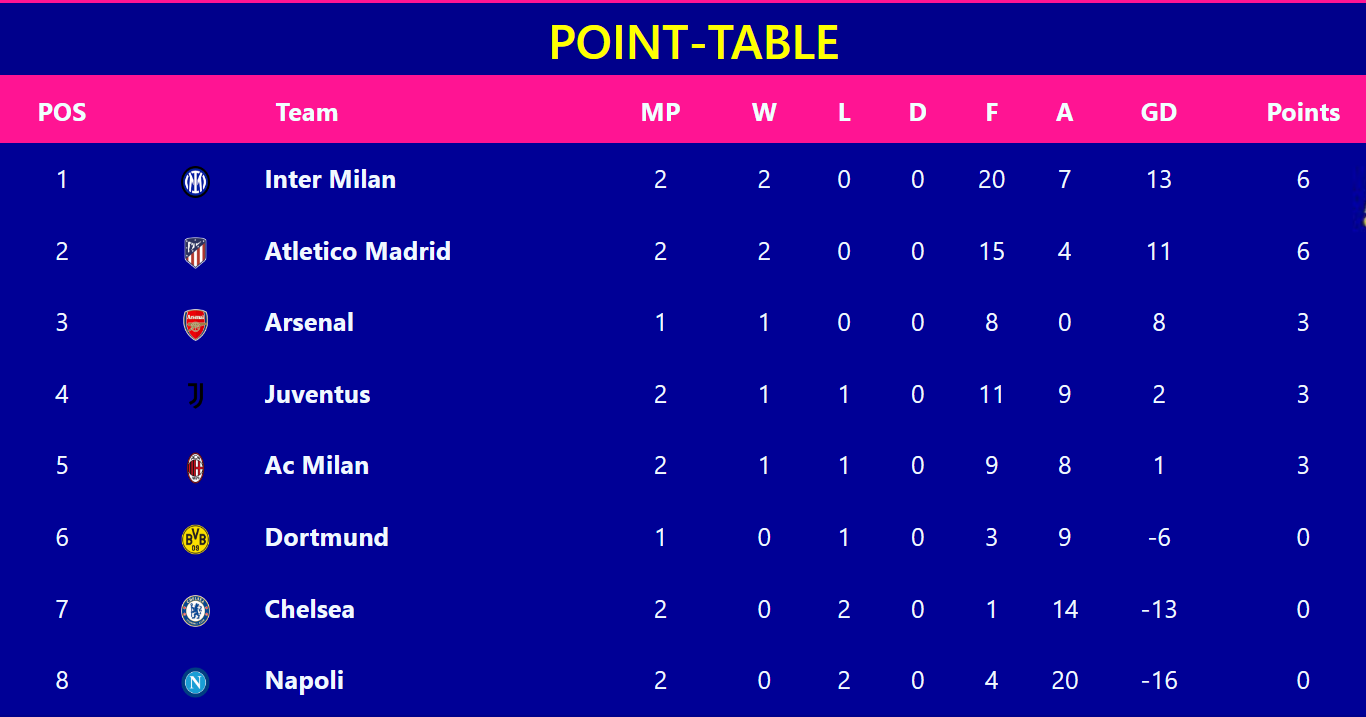 POINT-TABLE
POS Team MP W L D F A GD Points
1 Inter Milan 2 2 0 0 20 7 13 6
2 Atletico Madrid 2 2 0 0 15 4 11 6
3 Arsenal 1 1 0 0 8 0 8 3
4 Juventus 2 1 1 0 11 9 2 3
5 Ac Milan 2 1 1 0 9 8 1 3
6 BVB 09 Dortmund 1 0 1 0 3 9 -6 0
7 Chelsea 2 0 2 0 1 14 -13 0
8 N Napoli 2 0 2 0 4 20 -16 0